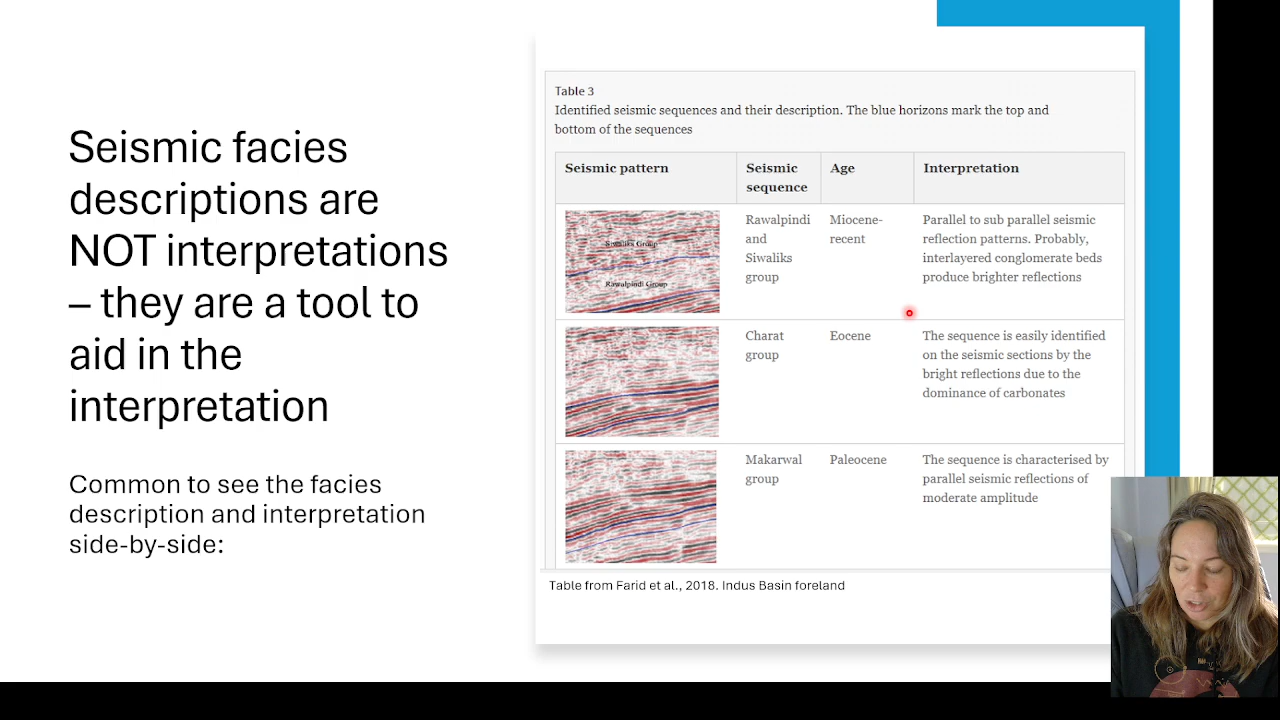 Seismic facies
descriptions are
NOT interpretations
– they are a tool to
aid in the
interpretation
Common to see the facies
description and interpretation
side-by-side:
Table 3
Identified seismic sequences and their description. The blue horizons mark the top and
bottom of the sequences
Seismic pattern
Seismic
sequence
Age
Interpretation
Siwaliks Group
Rawalpindi Group
Rawalpindi
and
Siwaliks
group
Miocene-
recent
Parallel to sub parallel seismic
reflection patterns. Probably,
interlayered conglomerate beds
produce brighter reflections
Charat
group
Eocene
The sequence is easily identified
on the seismic sections by the
bright reflections due to the
dominance of carbonates
Makarwal
group
Paleocene
The sequence is characterised by
parallel seismic reflections of
moderate amplitude
Table from Farid et al., 2018. Indus Basin foreland